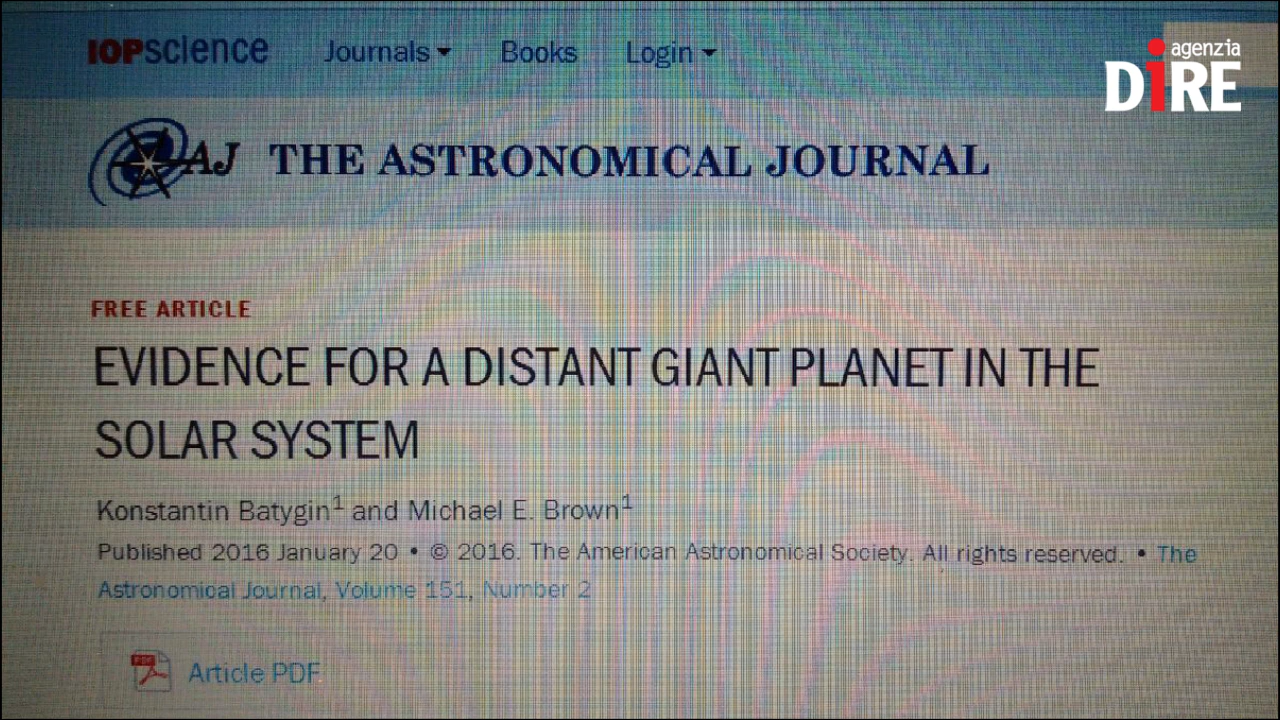 IOPscience Journals Books Login
agenzia
DiRE
AJ THE ASTRONOMICAL JOURNAL
FREE ARTICLE
EVIDENCE FOR A DISTANT GIANT PLANET IN THE
SOLAR SYSTEM
Konstantin Batygin1 and Michael E. Brown1
Published 2016 January 20 • © 2016. The American Astronomical Society. All rights reserved. • The
Astronomical Journal, Volume 151, Number 2
PDF
Article PDF